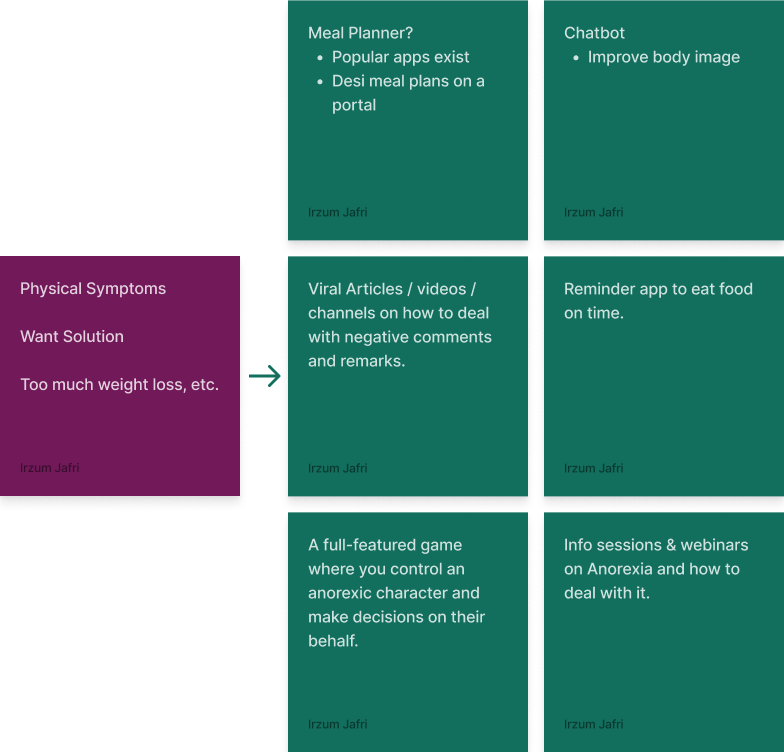 Physical Symptoms
Want Solution
Too much weight loss, etc.
Irzum Jafri
Meal Planner?
• Popular apps exist
• Desi meal plans on a
portal
Irzum Jafri
Chatbot
• Improve body image
Irzum Jafri
Viral Articles / videos /
channels on how to deal
with negative comments
and remarks.
Irzum Jafri
Reminder app to eat food
on time.
Irzum Jafri
A full-featured game
where you control an
anorexic character and
make decisions on their
behalf.
Irzum Jafri
Info sessions & webinars
on Anorexia and how to
deal with it.
Irzum Jafri